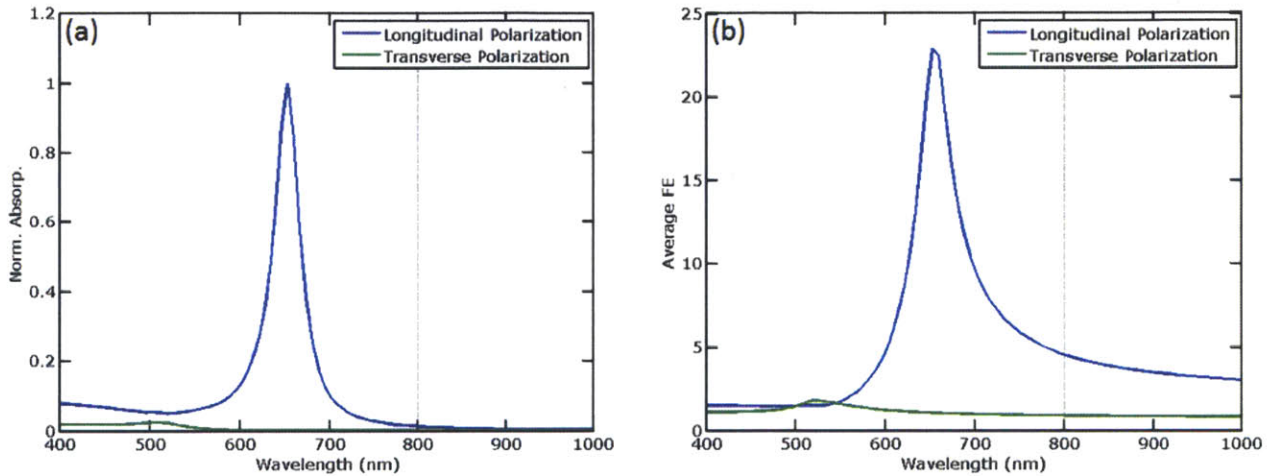 (a)
Longitudinal Polarization
Transverse Polarization
Norm. Absorp.
1.2
1
0.8
0.6
0.4
0.2
0
400 500 600 700 800 900 1000
Wavelength (nm)
(b)
Longitudinal Polarization
Transverse Polarization
Average FE
25
20
15
10
5
0
400 500 600 700 800 900 1000
Wavelength (nm)